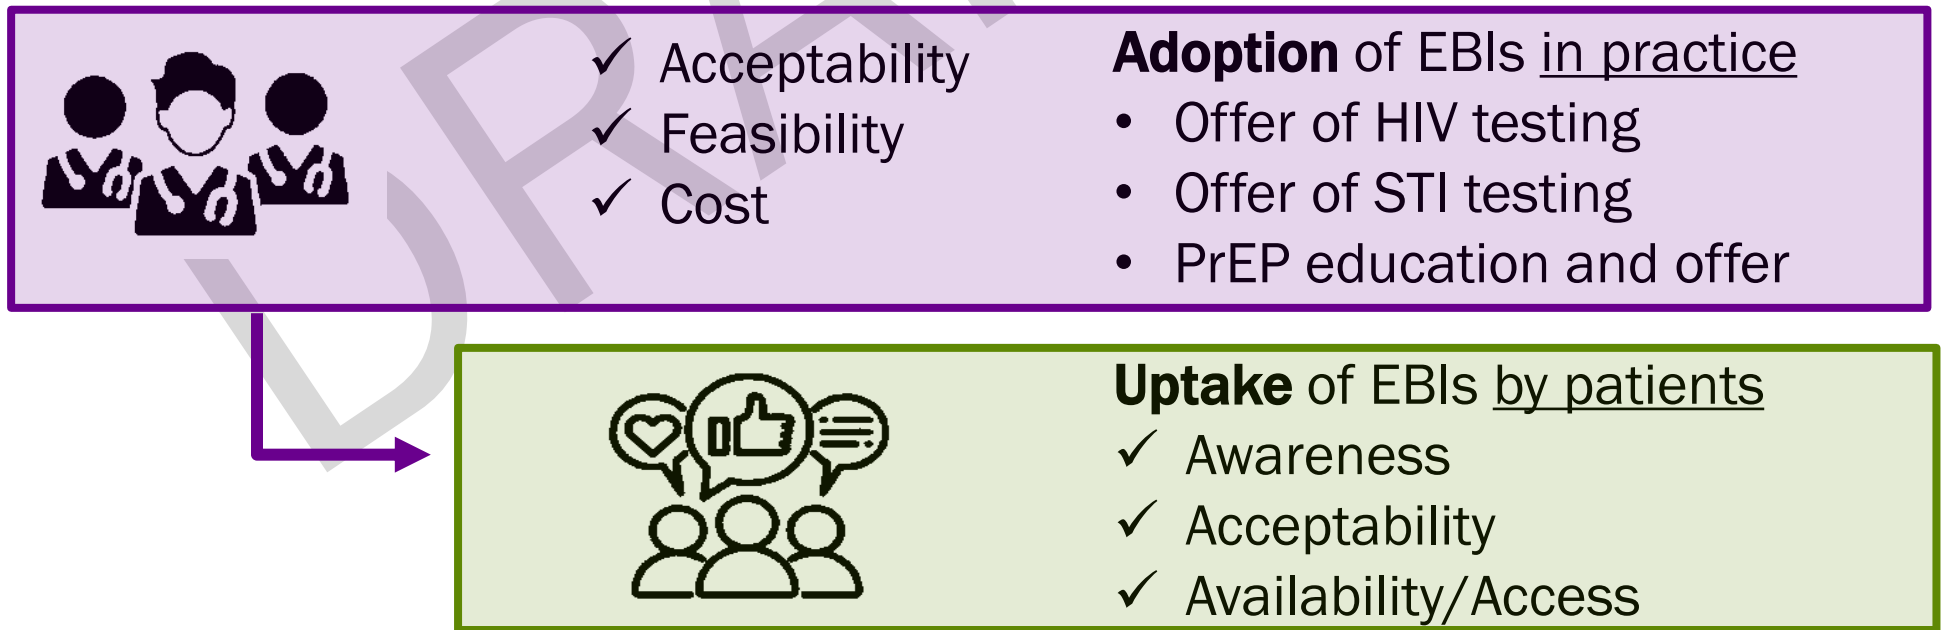 Acceptability
Feasibility
Cost
Adoption of EBIs in practice
• Offer of HIV testing
• Offer of STI testing
• PrEP education and offer
Uptake of EBIs by patients
Awareness
Acceptability
Availability/Access